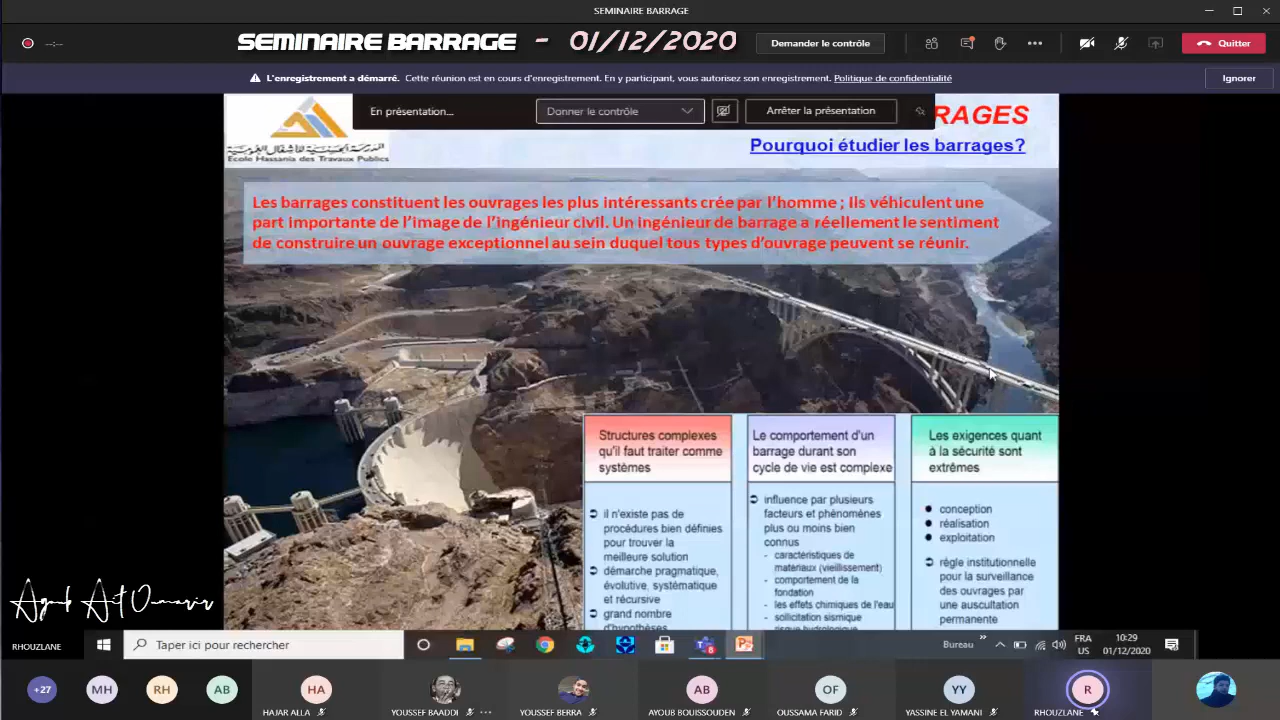 SEMINAIRE BARRAGE
--:--
SEMINAIRE BARRAGE - 01/12/2020
Demander le contrôle
Quitter
L'enregistrement a démarré. Cette réunion est en cours d'enregistrement. En y participant, vous autorisez son enregistrement. Politique de confidentialité
Ignorer
En présentation...
Donner le contrôle
Arrêter la présentation
RAGES
المدرسة الحسنية للأشغال العمومية
Ecole Hassania des Travaux Publics
Pourquoi étudier les barrages?
Les barrages constituent les ouvrages les plus intéressants crée par l'homme ; ils véhiculent une
part importante de l'image de l'ingénieur civil. Un ingénieur de barrage a réellement le sentiment
de construire un ouvrage exceptionnel au sein duquel tous types d'ouvrage peuvent se réunir.
Structures complexes
qu'il faut traiter comme
systèmes
il n'existe pas de
procédures bien définies
pour trouver la
meilleure solution
démarche pragmatique,
évolutive, systématique
et récursive
grand nombre
d'hypothèses
Le comportement d'un
barrage durant son
cycle de vie est complexe
influence par plusieurs
facteurs et phénomènes
plus ou moins bien
connus
- caractéristiques de
matériaux (vieillissement)
- comportement de la
fondation
- les effets chimiques de l'eau
- sollicitation sismique
- risque hydrologique
Les exigences quant
à la sécurité sont
extrêmes
conception
réalisation
exploitation
règle institutionnelle
pour la surveillance
des ouvrages par
une auscultation
permanente
RHOUZLANE
Taper ici pour rechercher
8
Bureau
»
FRA
US
10:29
01/12/2020
+27
MH
RH
AB
HA
HAJAR ALLA
YOUSSEF BAADDI
YOUSSEF BERRA
AB
AYOUB BOUISSOUDEN
OF
OUSSAMA FARID
YY
YASSINE EL YAMANI
R
RHOUZLANE